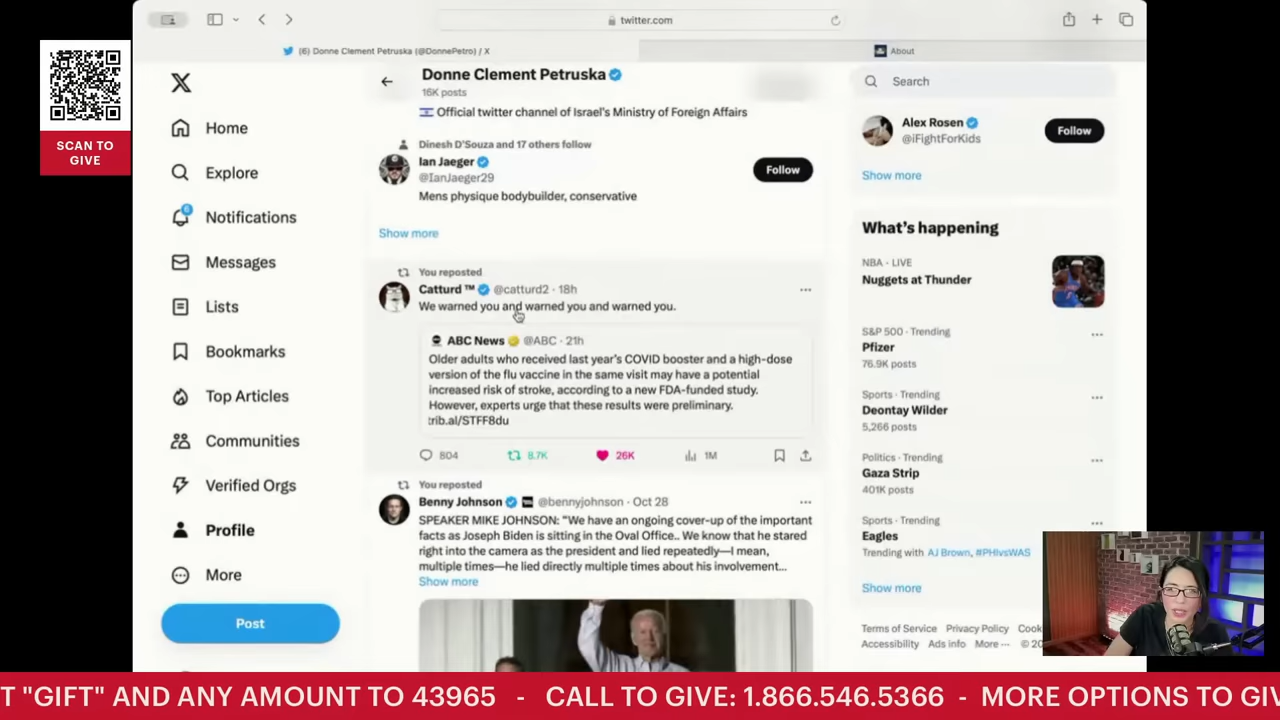 twitter.com
(6) Donne Clement Petruska (@DonnePetro) / X
About
SCAN TO
GIVE
Home
Explore
6
Notifications
Messages
Lists
Bookmarks
Top Articles
Communities
Verified Orgs
Profile
More
Post
Donne Clement Petruska
16K posts
Official twitter channel of Israel's Ministry of Foreign Affairs
Dinesh D'Souza and 17 others follow
Ian Jaeger
@IanJaeger29
Follow
Mens physique bodybuilder, conservative
Show more
You reposted
Catturd ™ @catturd2 · 18h
We warned you and warned you and warned you.
ABC News @ABC · 21h
Older adults who received last year's COVID booster and a high-dose
version of the flu vaccine in the same visit may have a potential
increased risk of stroke, according to a new FDA-funded study.
However, experts urge that these results were preliminary.
trib.al/STFF8du
804 8.7K 26K 1M
You reposted
Benny Johnson @bennyjohnson · Oct 28
SPEAKER MIKE JOHNSON: "We have an ongoing cover-up of the important
facts as Joseph Biden is sitting in the Oval Office.. We know that he stared
right into the camera as the president and lied repeatedly—I mean,
multiple times—he lied directly multiple times about his involvement...
Show more
Search
Alex Rosen
@iFightForKids
Follow
Show more
What's happening
NBA · LIVE
Nuggets at Thunder
S&P 500 · Trending
Pfizer
76.9K posts
Sports · Trending
Deontay Wilder
5,266 posts
Politics · Trending
Gaza Strip
401K posts
Sports · Trending
Eagles
Trending with AJ Brown, #PHIvsWAS
Show more
Terms of Service Privacy Policy Cook
Accessibility Ads info More ··· © 20
T "GIFT" AND ANY AMOUNT TO 43965 - CALL TO GIVE: 1.866.546.5366 - MORE OPTIONS TO GIV